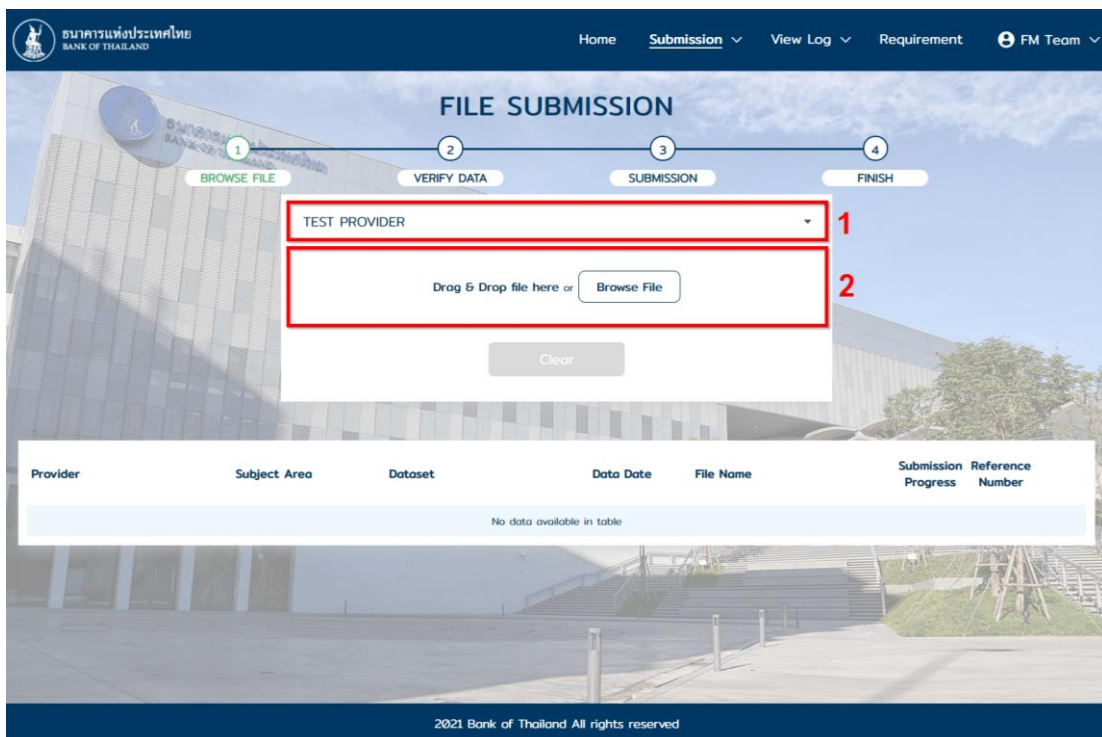 ธนาคารแห่งประเทศไทย
BANK OF THAILAND
Home Submission View Log Requirement FM Team
FILE SUBMISSION
1 2 3 4
BROWSE FILE VERIFY DATA SUBMISSION FINISH
TEST PROVIDER 1
Drag & Drop file here or Browse File 2
Clear
Provider Subject Area Dataset Data Date File Name Submission Progress Reference Number
No data available in table
2021 Bank of Thailand All rights reserved